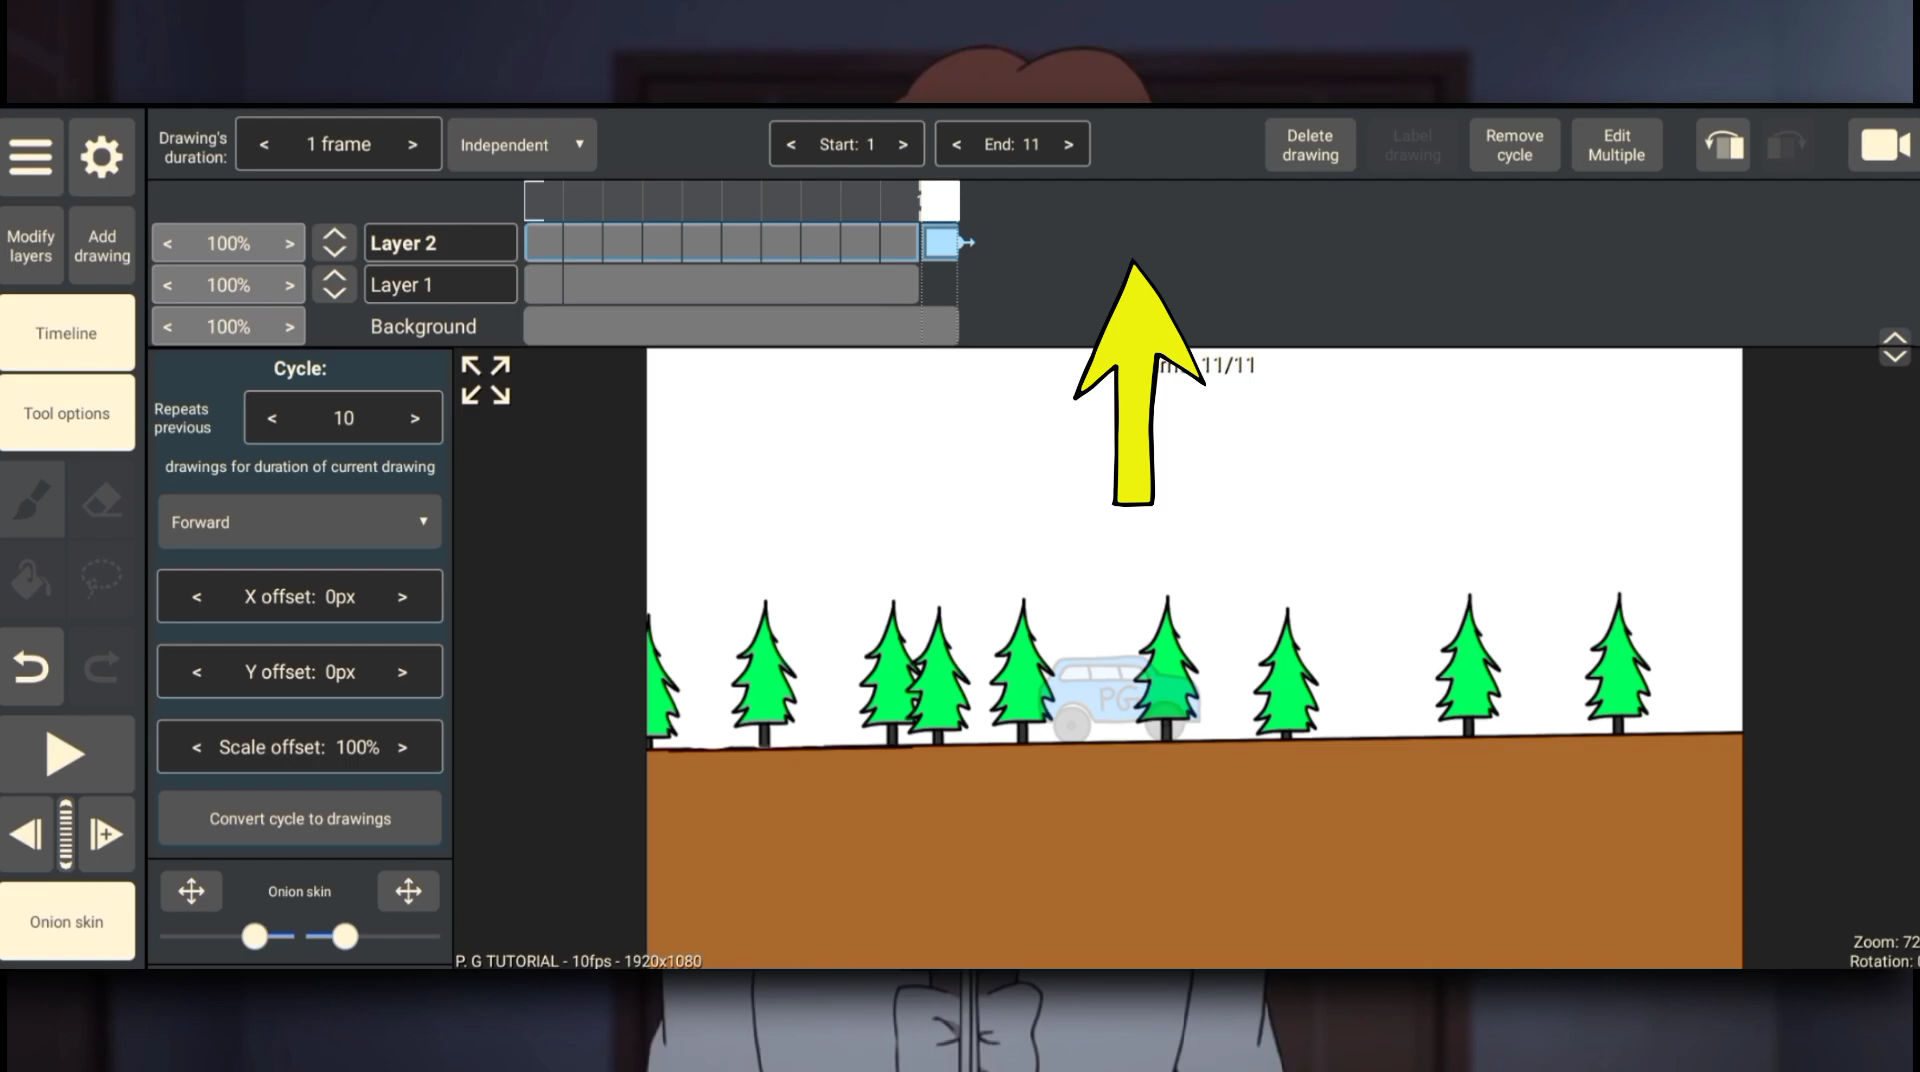 Drawing's
duration:
< 1 frame >
Independent
< Start: 1 >
< End: 11 >
Delete
drawing
Label
drawing
Remove
cycle
Edit
Multiple
Modify
layers
Add
drawing
< 100% >
Layer 2
< 100% >
Layer 1
< 100% >
Background
Timeline
Tool options
Cycle:
Repeats
previous
< 10 >
drawings for duration of current drawing
Forward
< X offset: 0px >
< Y offset: 0px >
< Scale offset: 100% >
Convert cycle to drawings
Onion skin
Onion skin
11/11
PG
P. G TUTORIAL - 10fps - 1920x1080
Zoom: 72
Rotation: